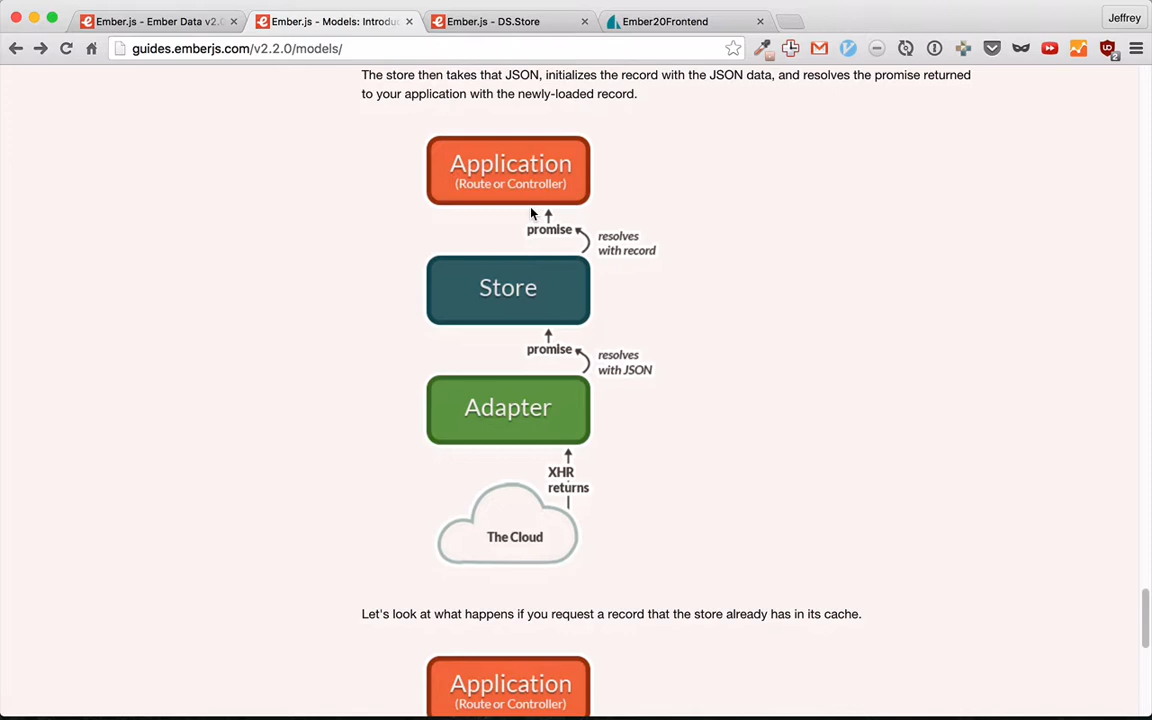 Ember.js - Ember Data v2.
Ember.js - Models: Introduc
Ember.js - DS.Store
Ember20Frontend
Jeffrey
guides.emberjs.com/v2.2.0/models/
2
The store then takes that JSON, initializes the record with the JSON data, and resolves the promise returned
to your application with the newly-loaded record.
Application
(Route or Controller)
promise
resolves
with record
Store
promise
resolves
with JSON
Adapter
XHR
returns
The Cloud
Let's look at what happens if you request a record that the store already has in its cache.
Application
(Route or Controller)